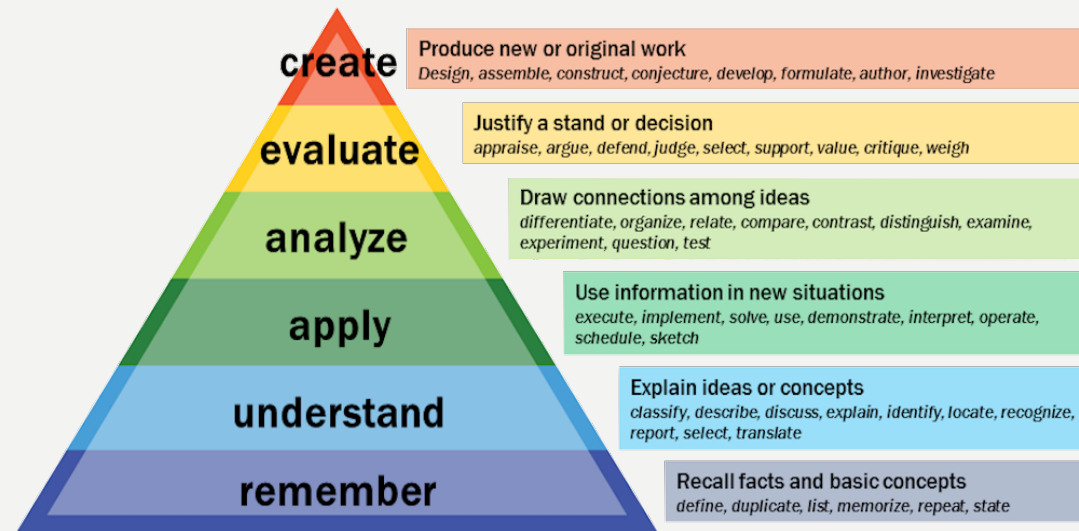 create
Produce new or original work
Design, assemble, construct, conjecture, develop, formulate, author, investigate
evaluate
Justify a stand or decision
appraise, argue, defend, judge, select, support, value, critique, weigh
analyze
Draw connections among ideas
differentiate, organize, relate, compare, contrast, distinguish, examine,
experiment, question, test
apply
Use information in new situations
execute, implement, solve, use, demonstrate, interpret, operate,
schedule, sketch
understand
Explain ideas or concepts
classify, describe, discuss, explain, identify, locate, recognize,
report, select, translate
remember
Recall facts and basic concepts
define, duplicate, list, memorize, repeat, state